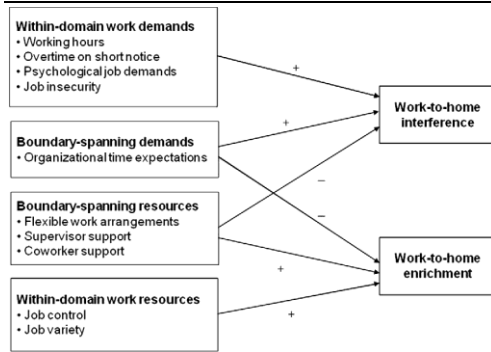 Within-domain work demands
• Working hours
• Overtime on short notice
• Psychological job demands
• Job insecurity
Boundary-spanning demands
• Organizational time expectations
Boundary-spanning resources
• Flexible work arrangements
• Supervisor support
• Coworker support
Within-domain work resources
• Job control
• Job variety
+
+
–
–
+
+
Work-to-home
interference
Work-to-home
enrichment